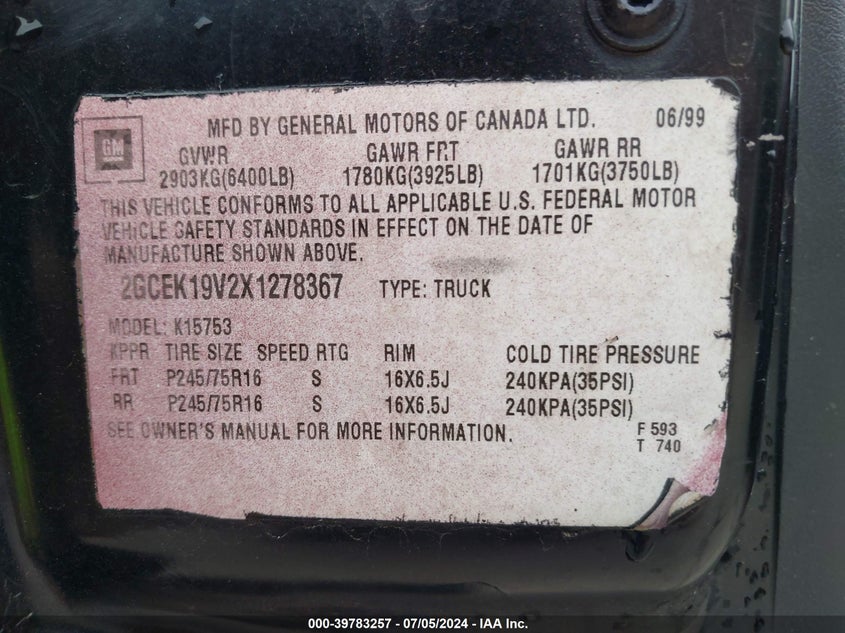 MFD BY GENERAL MOTORS OF CANADA LTD. 06/99
GM
GVWR GAWR FRT GAWR RR
2903KG(6400LB) 1780KG(3925LB) 1701KG(3750LB)
THIS VEHICLE CONFORMS TO ALL APPLICABLE U.S. FEDERAL MOTOR
VEHICLE SAFETY STANDARDS IN EFFECT ON THE DATE OF
MANUFACTURE SHOWN ABOVE.
2GCEK19V2X1278367 TYPE: TRUCK
MODEL: K15753
KPPR TIRE SIZE SPEED RTG RIM COLD TIRE PRESSURE
FRT P245/75R16 S 16X6.5J 240KPA(35PSI)
RR P245/75R16 S 16X6.5J 240KPA(35PSI)
SEE OWNER'S MANUAL FOR MORE INFORMATION.
F 593
T 740
000-39783257 - 07/05/2024 - IAA Inc.